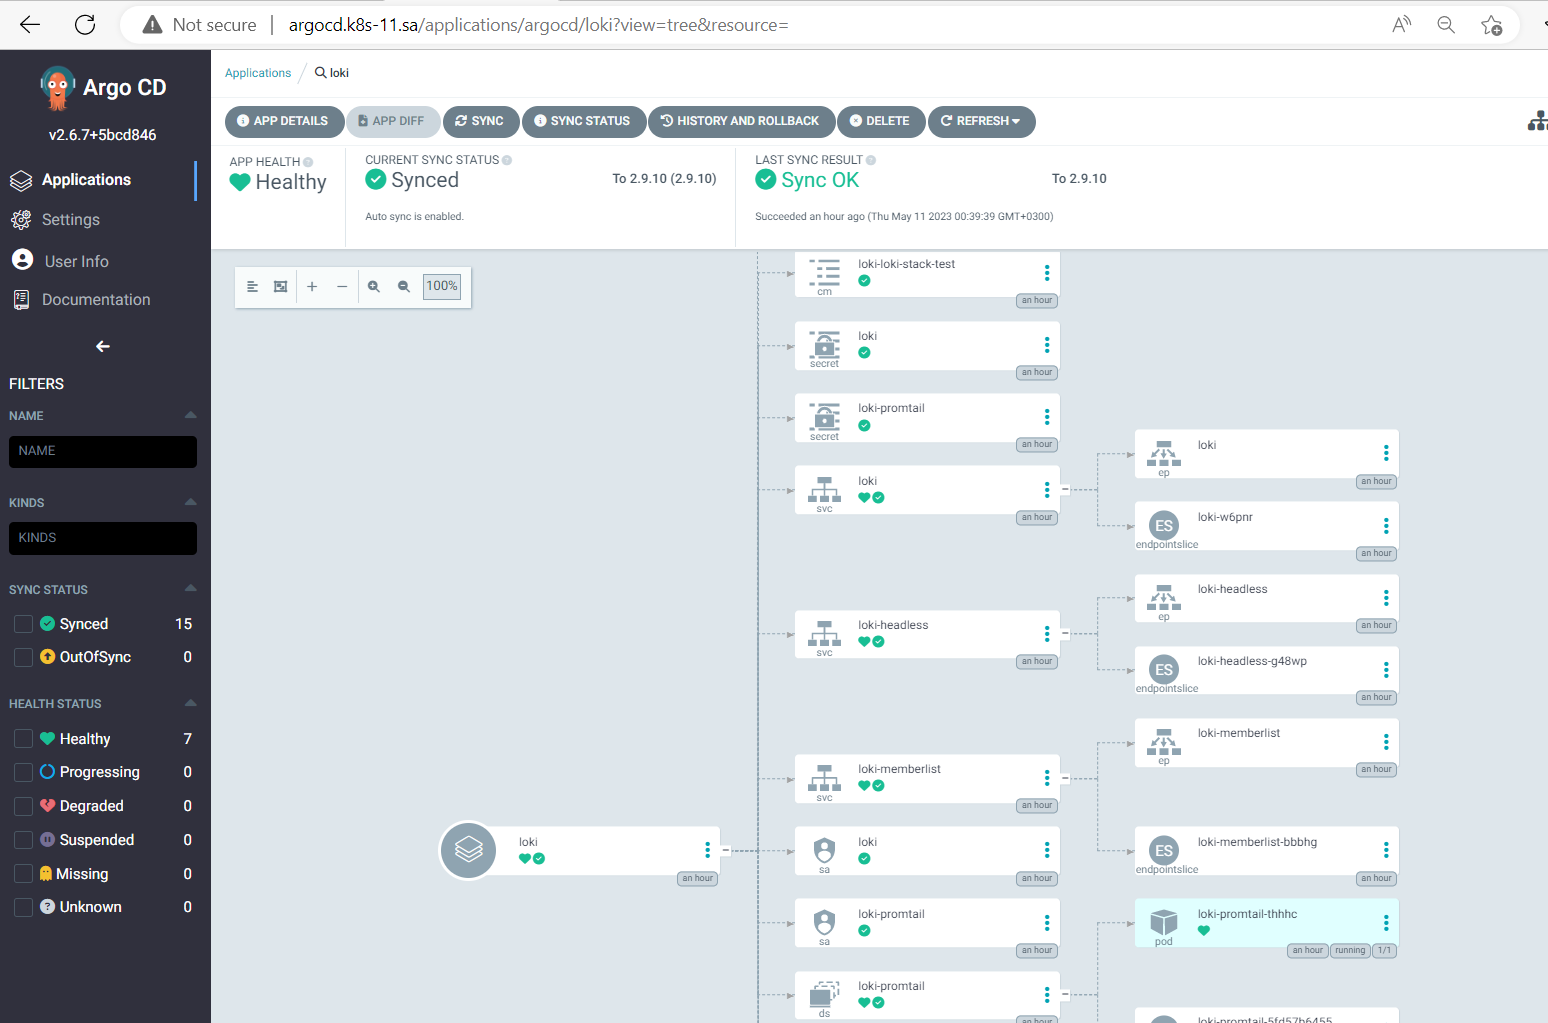 Not secure | argocd.k8s-11.sa/applications/argocd/loki?view=tree&resource=
Argo CD
v2.6.7+5bcd846
Applications
Settings
User Info
Documentation
FILTERS
NAME
NAME
KINDS
KINDS
SYNC STATUS
Synced 15
OutOfSync 0
HEALTH STATUS
Healthy 7
Progressing 0
Degraded 0
Suspended 0
Missing 0
Unknown 0
Applications / loki
APP DETAILS APP DIFF SYNC SYNC STATUS HISTORY AND ROLLBACK DELETE REFRESH
APP HEALTH
Healthy
CURRENT SYNC STATUS
Synced To 2.9.10 (2.9.10)
Auto sync is enabled.
LAST SYNC RESULT
Sync OK To 2.9.10
Succeeded an hour ago (Thu May 11 2023 00:39:39 GMT+0300)
100%
loki
an hour
loki-loki-stack-test
cm
an hour
loki
secret
an hour
loki-promtail
secret
an hour
loki
svc
an hour
loki-headless
svc
an hour
loki-memberlist
svc
an hour
loki
sa
an hour
loki-promtail
sa
an hour
loki-promtail
ds
an hour
loki
ep
an hour
ES
loki-w6pnr
endpointslice
an hour
loki-headless
ep
an hour
ES
loki-headless-g48wp
endpointslice
an hour
loki-memberlist
ep
an hour
ES
loki-memberlist-bbbhg
endpointslice
an hour
loki-promtail-thhhc
pod
an hour running 1/1
loki-promtail-5fd57b6455